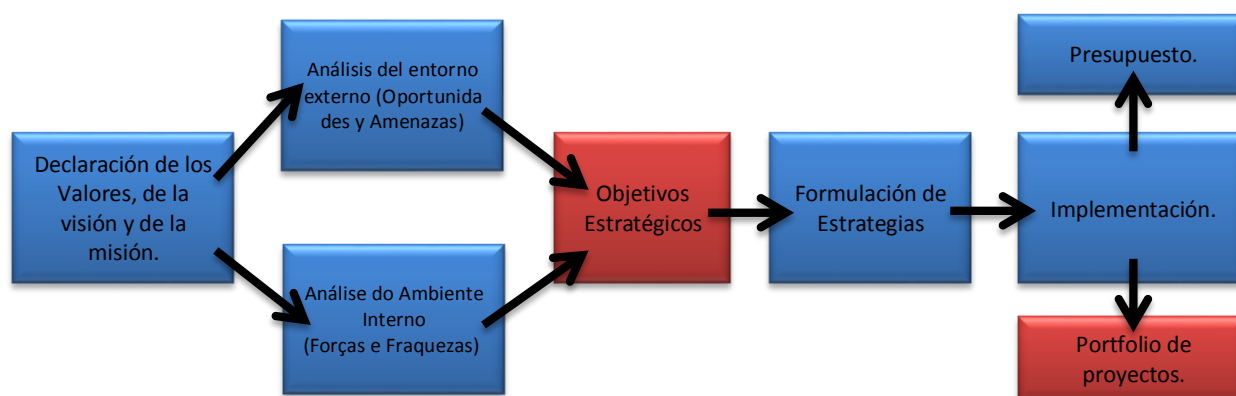 Declaración de los
Valores, de la
visión y de la
misión.
Análisis del entorno
externo (Oportunida
des y Amenazas)
Análise do Ambiente
Interno
(Forças e Fraquezas)
Objetivos
Estratégicos
Formulación de
Estrategias
Implementación.
Presupuesto.
Portfolio de
proyectos.